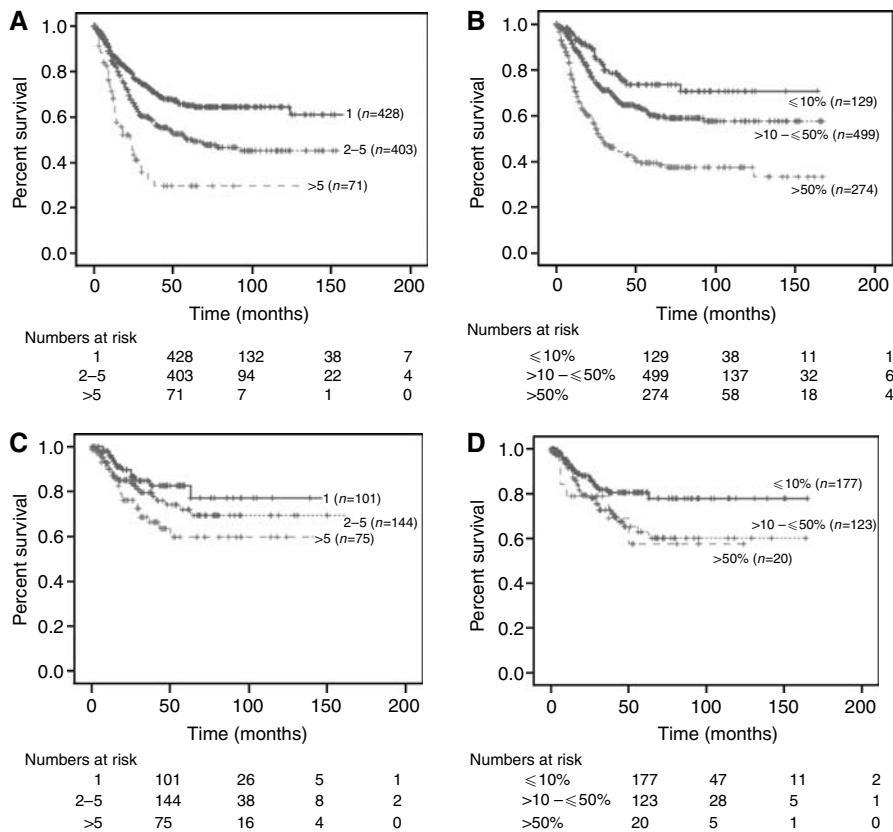 A
1.0
0.8
0.6
0.4
0.2
0.0
Percent survival
1 (n=428)
2–5 (n=403)
>5 (n=71)
0 50 100 150 200
Time (months)
Numbers at risk
1 428 132 38 7
2–5 403 94 22 4
>5 71 7 1 0
B
1.0
0.8
0.6
0.4
0.2
0.0
Percent survival
⩽10% (n=129)
>10 –⩽50% (n=499)
>50% (n=274)
0 50 100 150 200
Time (months)
Numbers at risk
⩽10% 129 38 11 1
>10 –⩽50% 499 137 32 6
>50% 274 58 18 4
C
1.0
0.8
0.6
0.4
0.2
0.0
Percent survival
1 (n=101)
2–5 (n=144)
>5 (n=75)
0 50 100 150 200
Time (months)
Numbers at risk
1 101 26 5 1
2–5 144 38 8 2
>5 75 16 4 0
D
1.0
0.8
0.6
0.4
0.2
0.0
Percent survival
⩽10% (n=177)
>10 –⩽50% (n=123)
>50% (n=20)
0 50 100 150 200
Time (months)
Numbers at risk
⩽10% 177 47 11 2
>10 –⩽50% 123 28 5 1
>50% 20 5 1 0